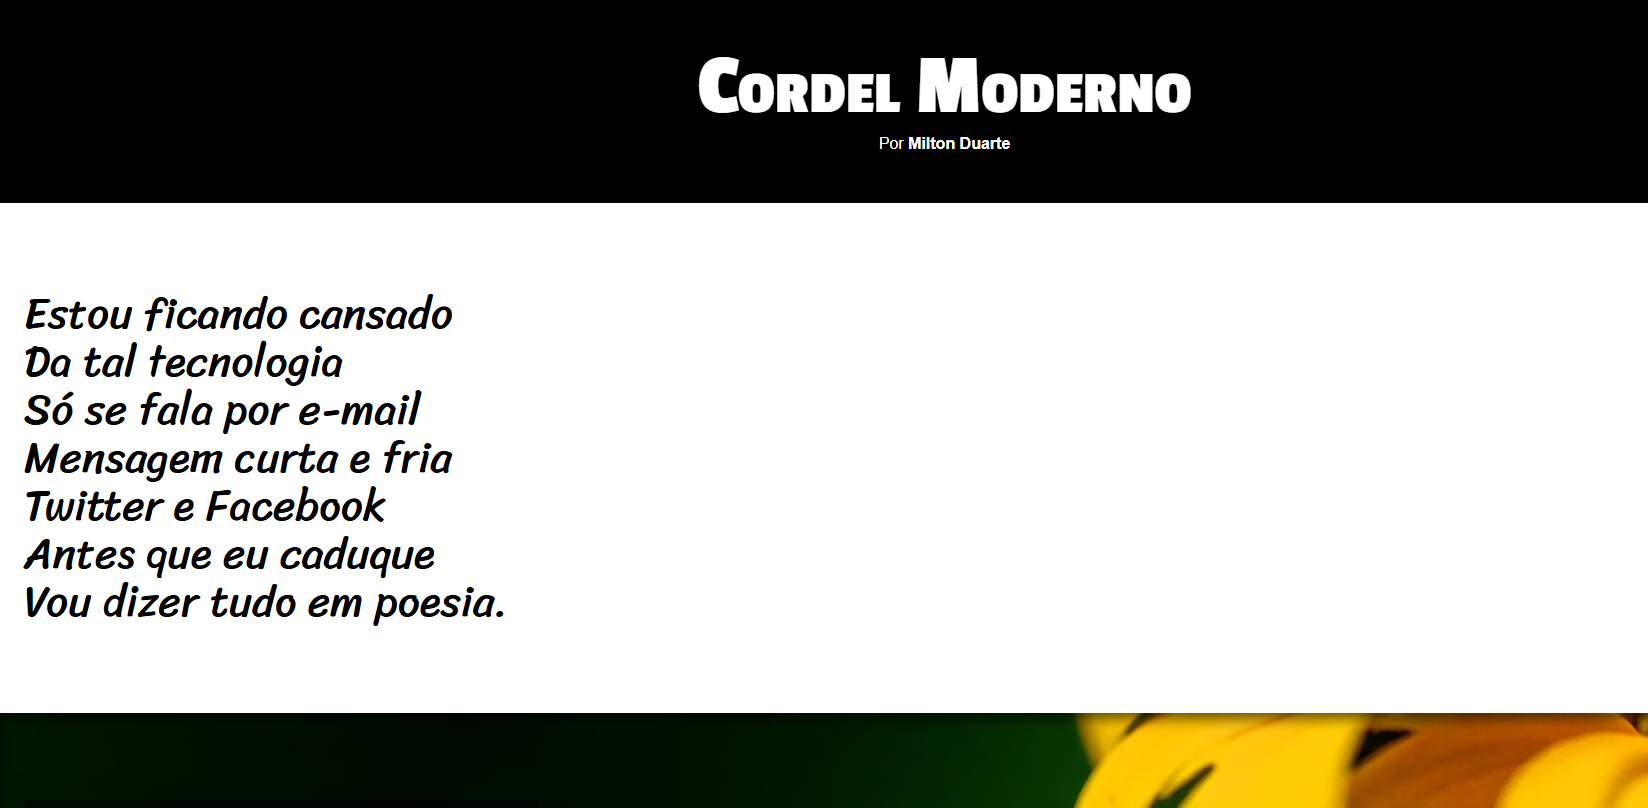 Cordel Moderno
Por Milton Duarte
Estou ficando cansado
Da tal tecnologia
Só se fala por e-mail
Mensagem curta e fria
Twitter e Facebook
Antes que eu caduque
Vou dizer tudo em poesia.